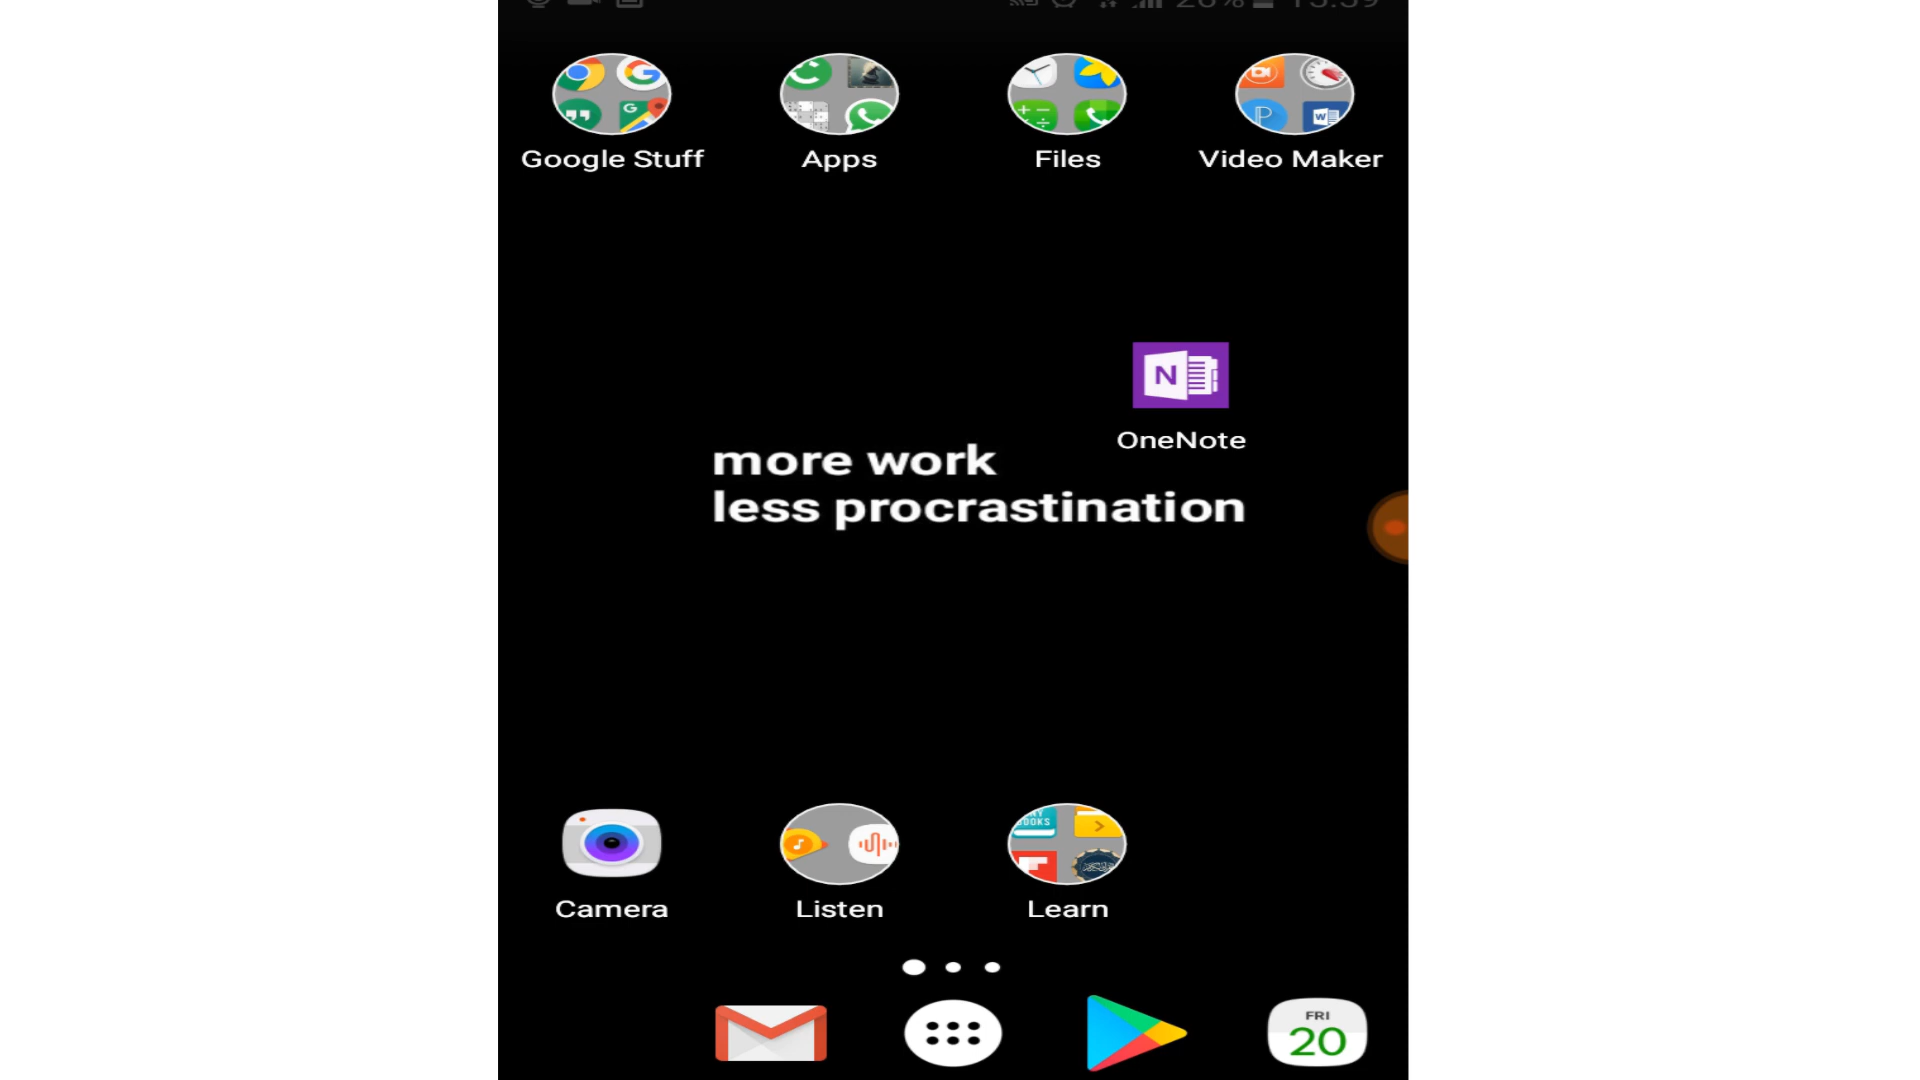 Google Stuff
Apps
Files
Video Maker
OneNote
more work
less procrastination
Camera
Listen
Learn
FRI
20